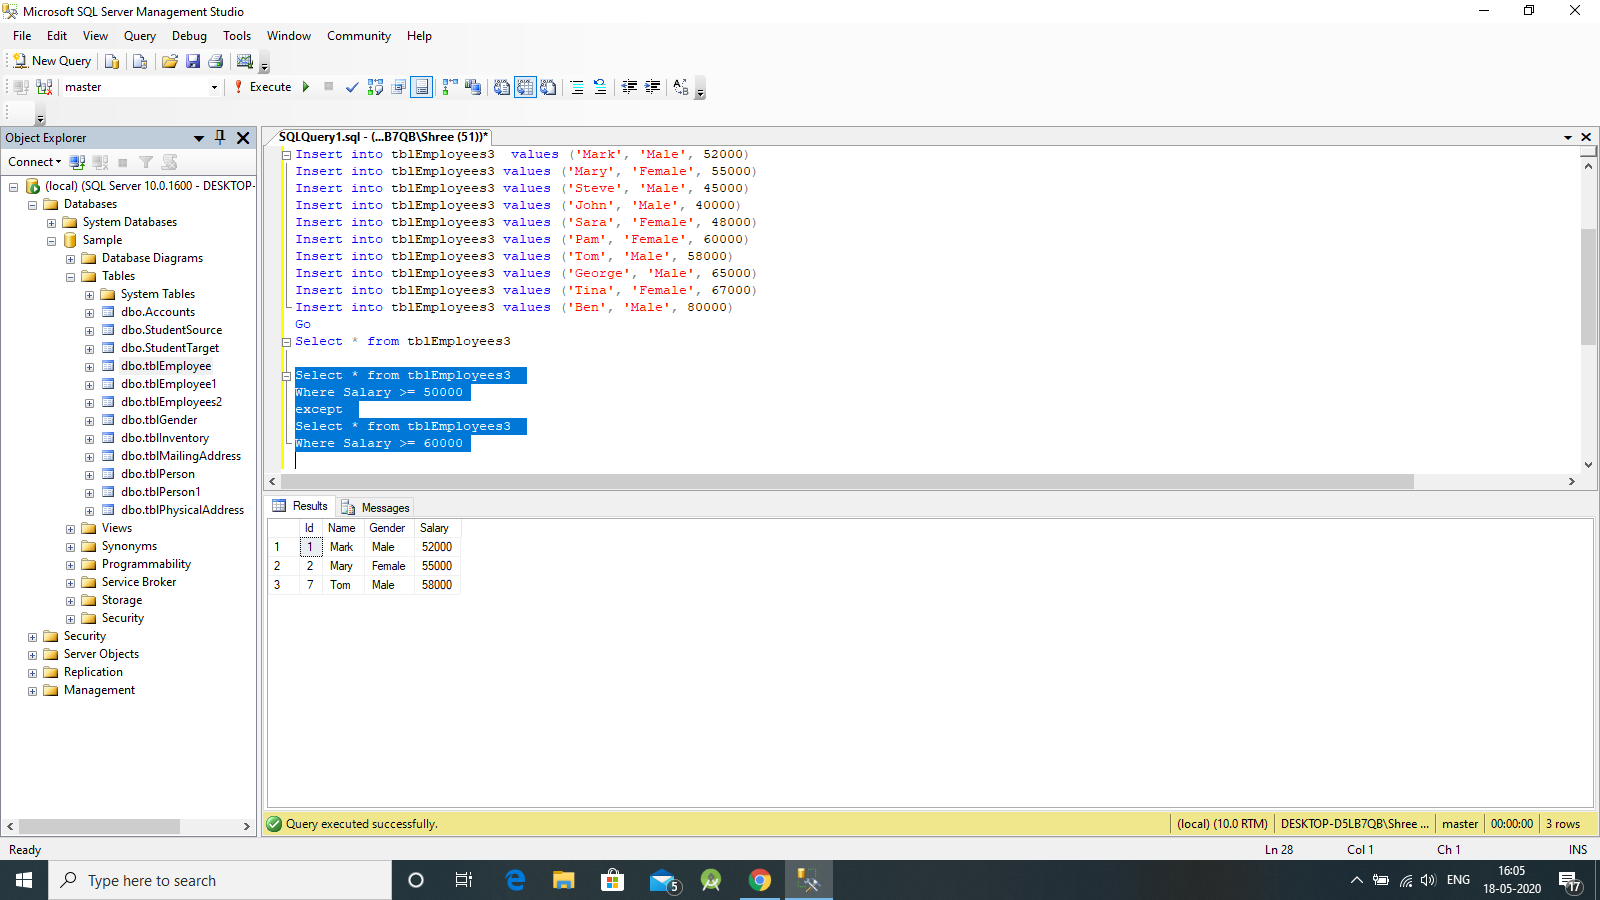 Microsoft SQL Server Management Studio
File Edit View Query Debug Tools Window Community Help
New Query
master Execute
Object Explorer
Connect
(local) (SQL Server 10.0.1600 - DESKTOP-
Databases
System Databases
Sample
Database Diagrams
Tables
System Tables
dbo.Accounts
dbo.StudentSource
dbo.StudentTarget
dbo.tblEmployee
dbo.tblEmployee1
dbo.tblEmployees2
dbo.tblGender
dbo.tblInventory
dbo.tblMailingAddress
dbo.tblPerson
dbo.tblPerson1
dbo.tblPhysicalAddress
Views
Synonyms
Programmability
Service Broker
Storage
Security
Security
Server Objects
Replication
Management
SQLQuery1.sql - (...B7QB\Shree (51))*
Insert into tblEmployees3  values ('Mark', 'Male', 52000)
Insert into tblEmployees3 values ('Mary', 'Female', 55000)
Insert into tblEmployees3 values ('Steve', 'Male', 45000)
Insert into tblEmployees3 values ('John', 'Male', 40000)
Insert into tblEmployees3 values ('Sara', 'Female', 48000)
Insert into tblEmployees3 values ('Pam', 'Female', 60000)
Insert into tblEmployees3 values ('Tom', 'Male', 58000)
Insert into tblEmployees3 values ('George', 'Male', 65000)
Insert into tblEmployees3 values ('Tina', 'Female', 67000)
Insert into tblEmployees3 values ('Ben', 'Male', 80000)
Go
Select * from tblEmployees3
Select * from tblEmployees3
Where Salary >= 50000
except
Select * from tblEmployees3
Where Salary >= 60000
Results Messages
Id Name Gender Salary
1 1 Mark Male 52000
2 2 Mary Female 55000
3 7 Tom Male 58000
Query executed successfully. (local) (10.0 RTM) DESKTOP-D5LB7QB\Shree ... master 00:00:00 3 rows
Ready Ln 28 Col 1 Ch 1 INS
Type here to search
5
ENG
16:05
18-05-2020
17